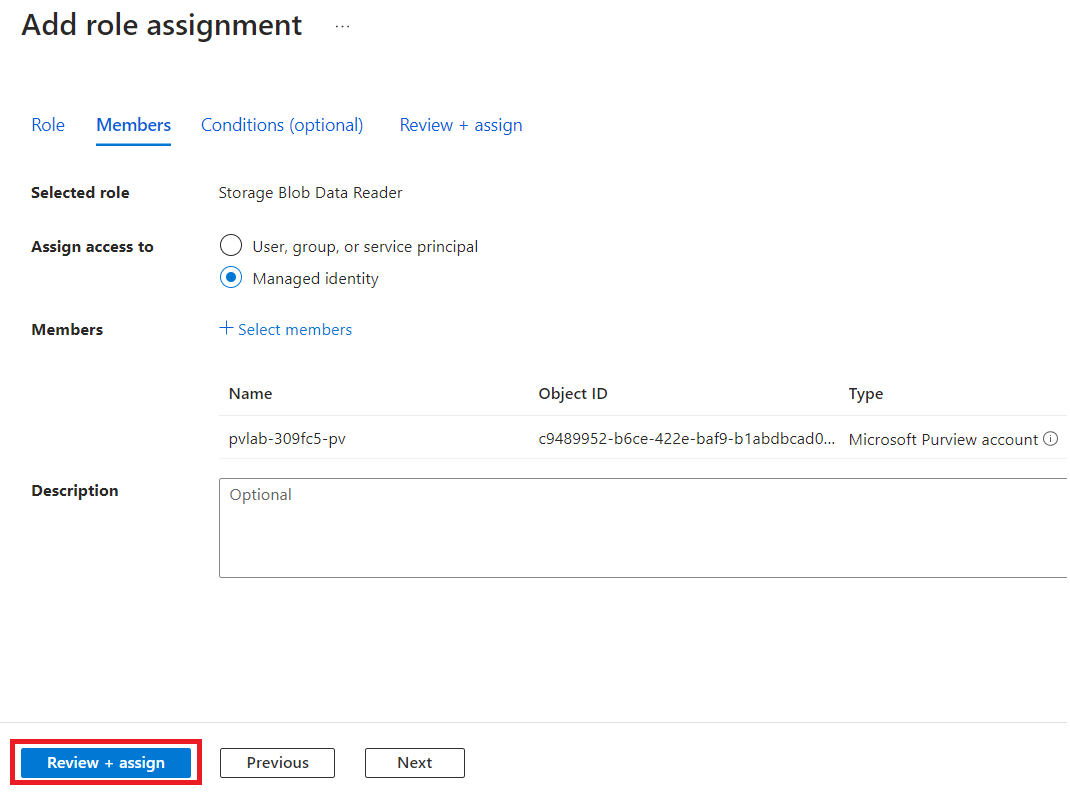 Add role assignment ...
Role Members Conditions (optional) Review + assign
Selected role Storage Blob Data Reader
Assign access to User, group, or service principal
Managed identity
Members + Select members
Name Object ID Type
pvlab-309fc5-pv c9489952-b6ce-422e-baf9-b1abdbcad0... Microsoft Purview account
Description Optional
Review + assign Previous Next